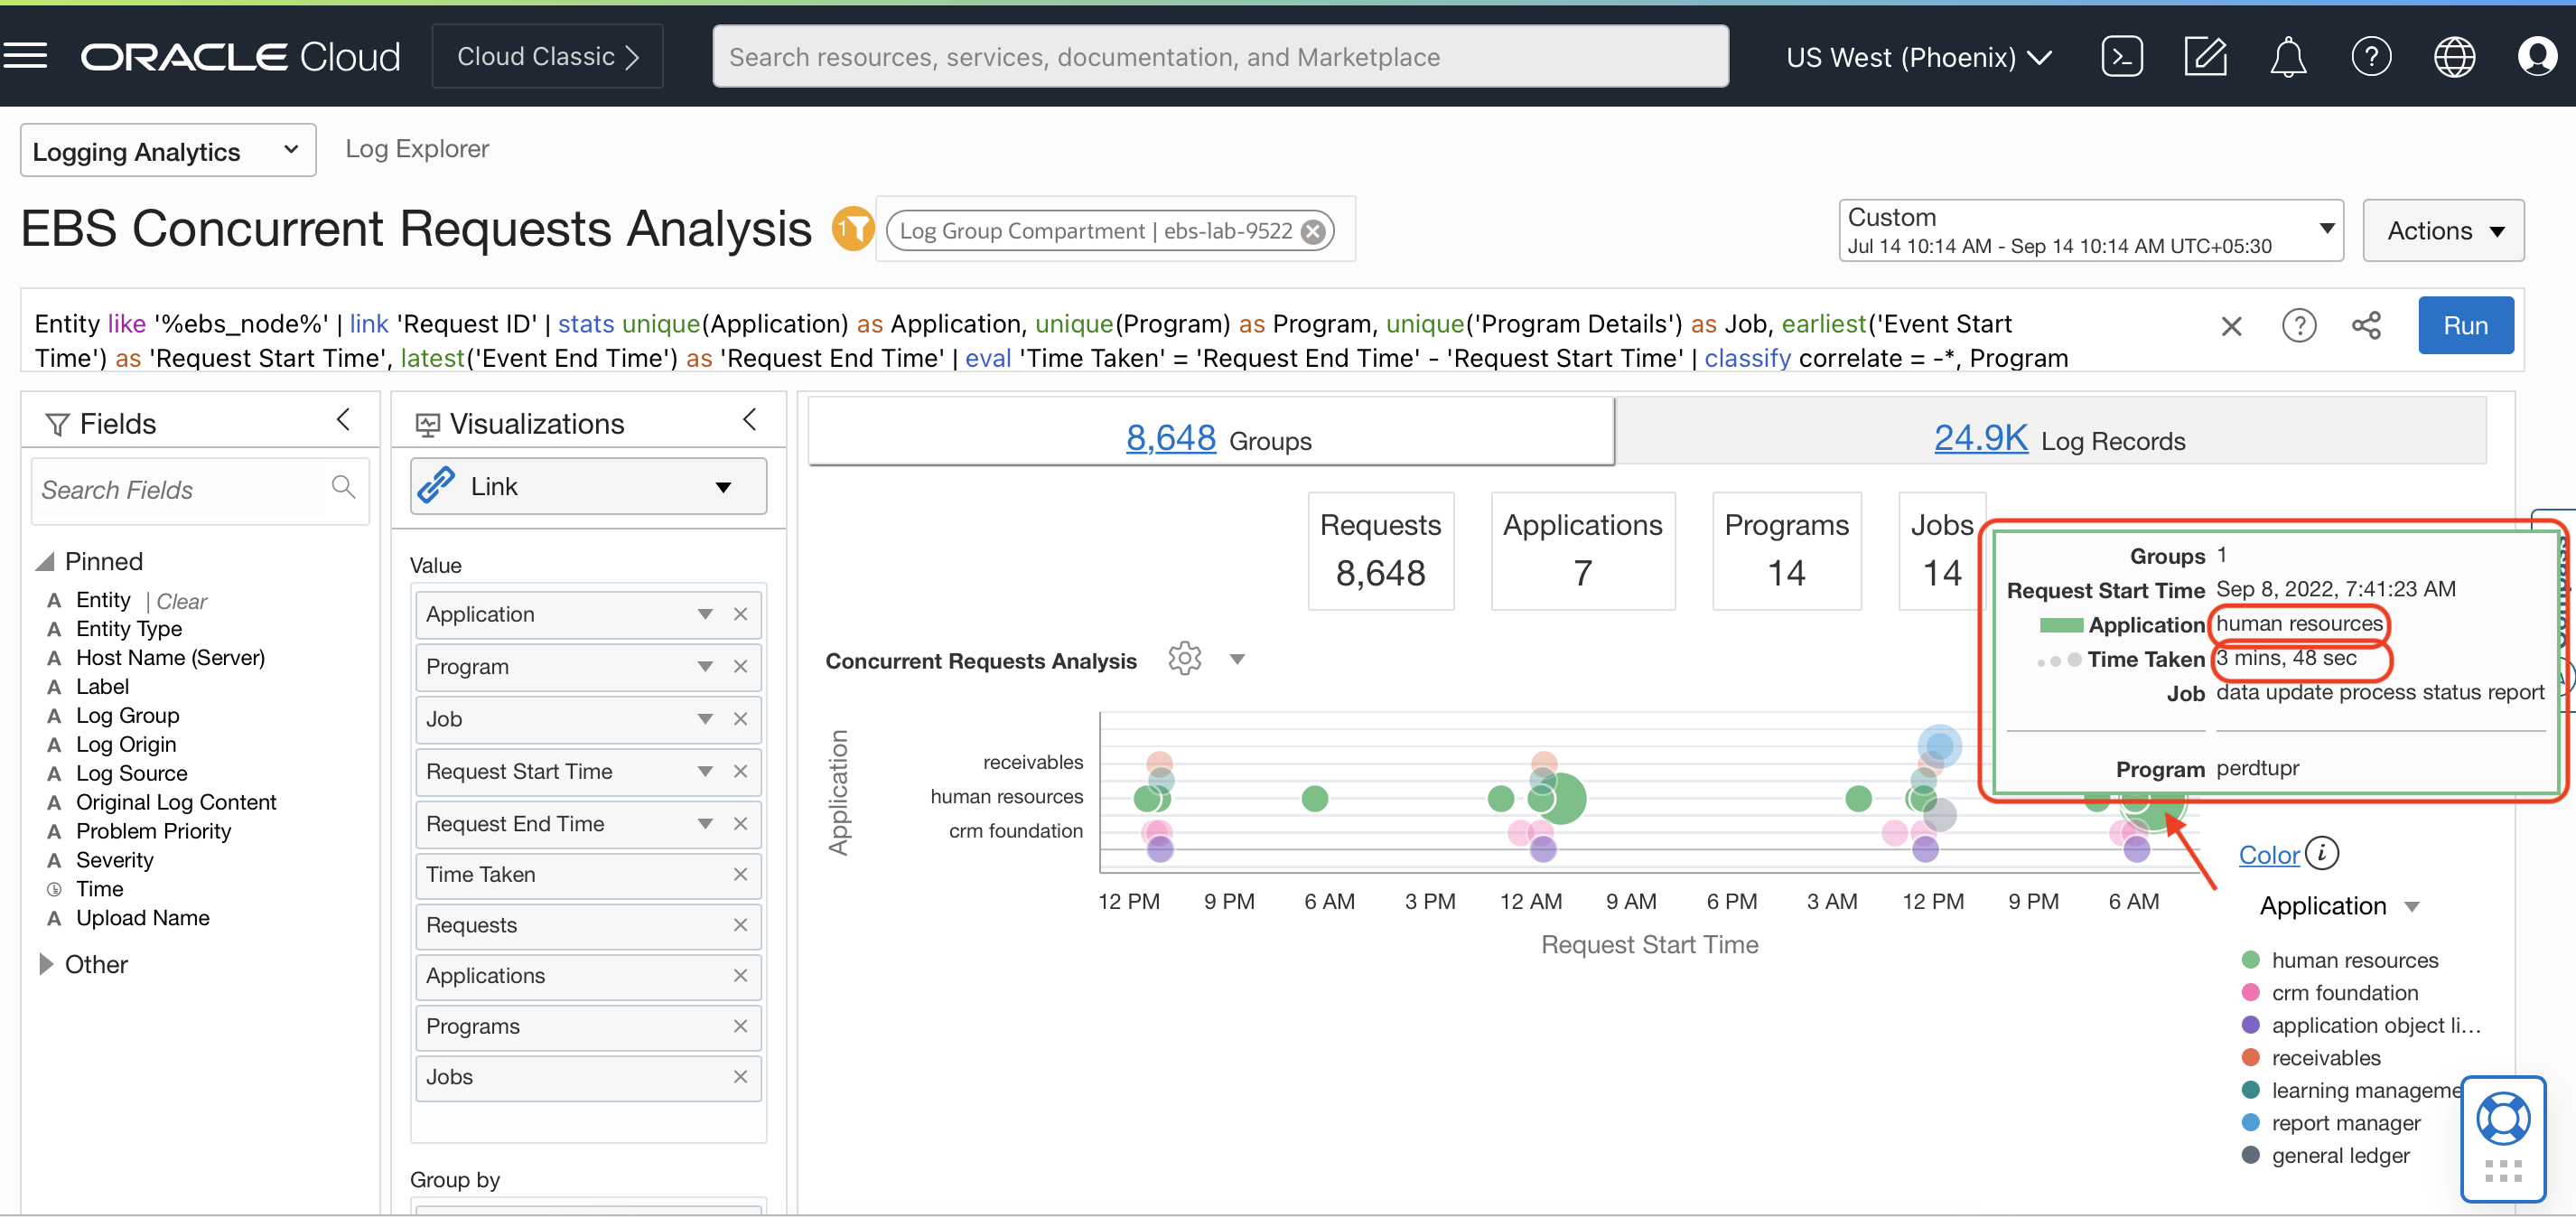 ORACLE Cloud
Cloud Classic
Search resources, services, documentation, and Marketplace
US West (Phoenix)
Logging Analytics
Log Explorer
EBS Concurrent Requests Analysis
1
Log Group Compartment | ebs-lab-9522
Custom
Jul 14 10:14 AM - Sep 14 10:14 AM UTC+05:30
Actions
Entity like '%ebs_node%' | link 'Request ID' | stats unique(Application) as Application, unique(Program) as Program, unique('Program Details') as Job, earliest('Event Start
Time') as 'Request Start Time', latest('Event End Time') as 'Request End Time' | eval 'Time Taken' = 'Request End Time' - 'Request Start Time' | classify correlate = -*, Program
Run
Fields
Search Fields
Pinned
A Entity | Clear
A Entity Type
A Host Name (Server)
A Label
A Log Group
A Log Origin
A Log Source
A Original Log Content
A Problem Priority
A Severity
Time
A Upload Name
Other
Visualizations
Link
Value
Application
Program
Job
Request Start Time
Request End Time
Time Taken
Requests
Applications
Programs
Jobs
Group by
8,648 Groups
24.9K Log Records
Requests
8,648
Applications
7
Programs
14
Jobs
14
Groups 1
Request Start Time Sep 8, 2022, 7:41:23 AM
Application human resources
Time Taken 3 mins, 48 sec
Job data update process status report
Program perdtupr
Concurrent Requests Analysis
Application
receivables
human resources
crm foundation
12 PM 9 PM 6 AM 3 PM 12 AM 9 AM 6 PM 3 AM 12 PM 9 PM 6 AM
Request Start Time
Color
Application
human resources
crm foundation
application object li...
receivables
learning manageme
report manager
general ledger